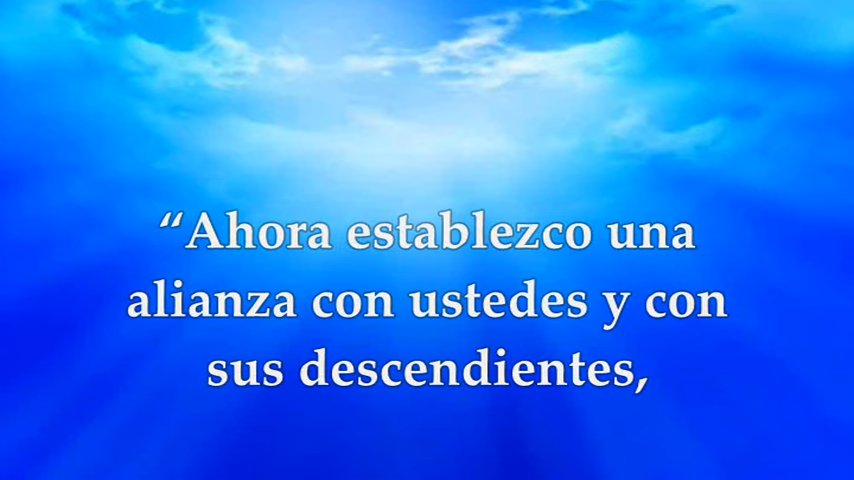 “Ahora establezco una
alianza con ustedes y con
sus descendientes,